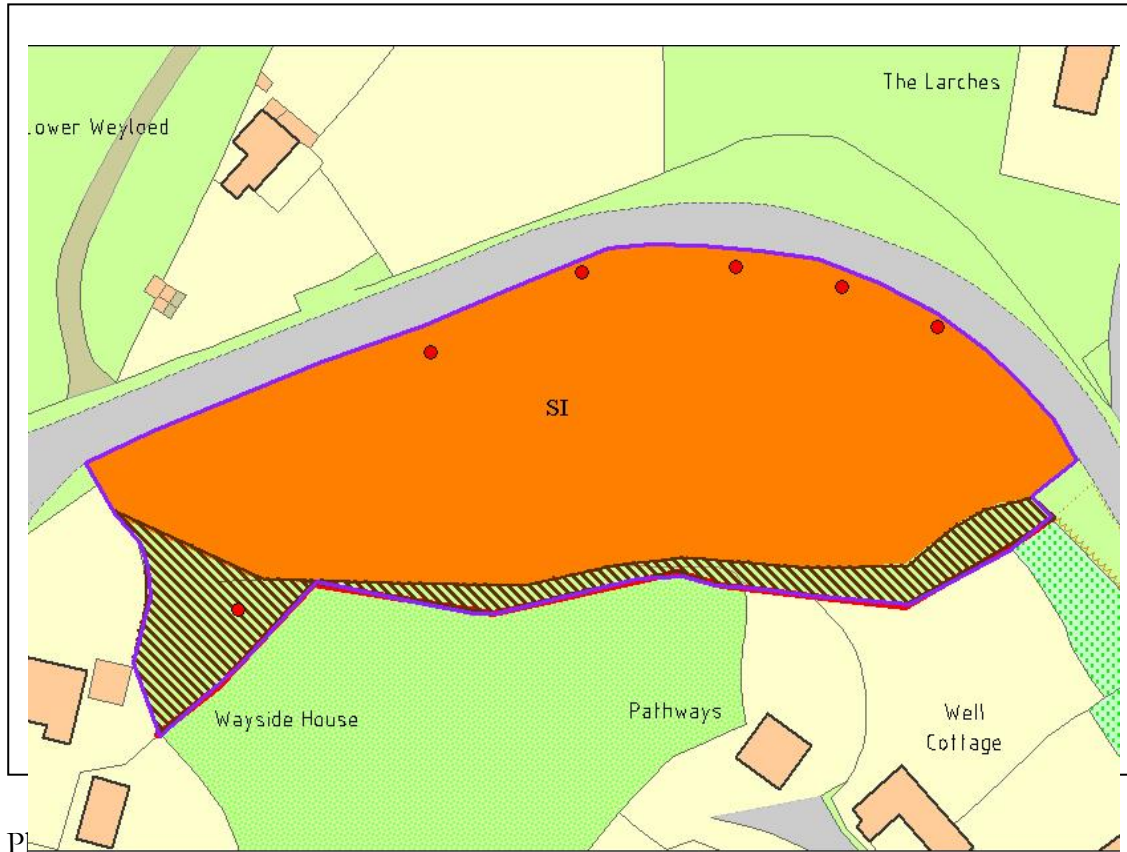 The Larches
Lower Weyloed
SI
Wayside House
Pathways
Well
Cottage